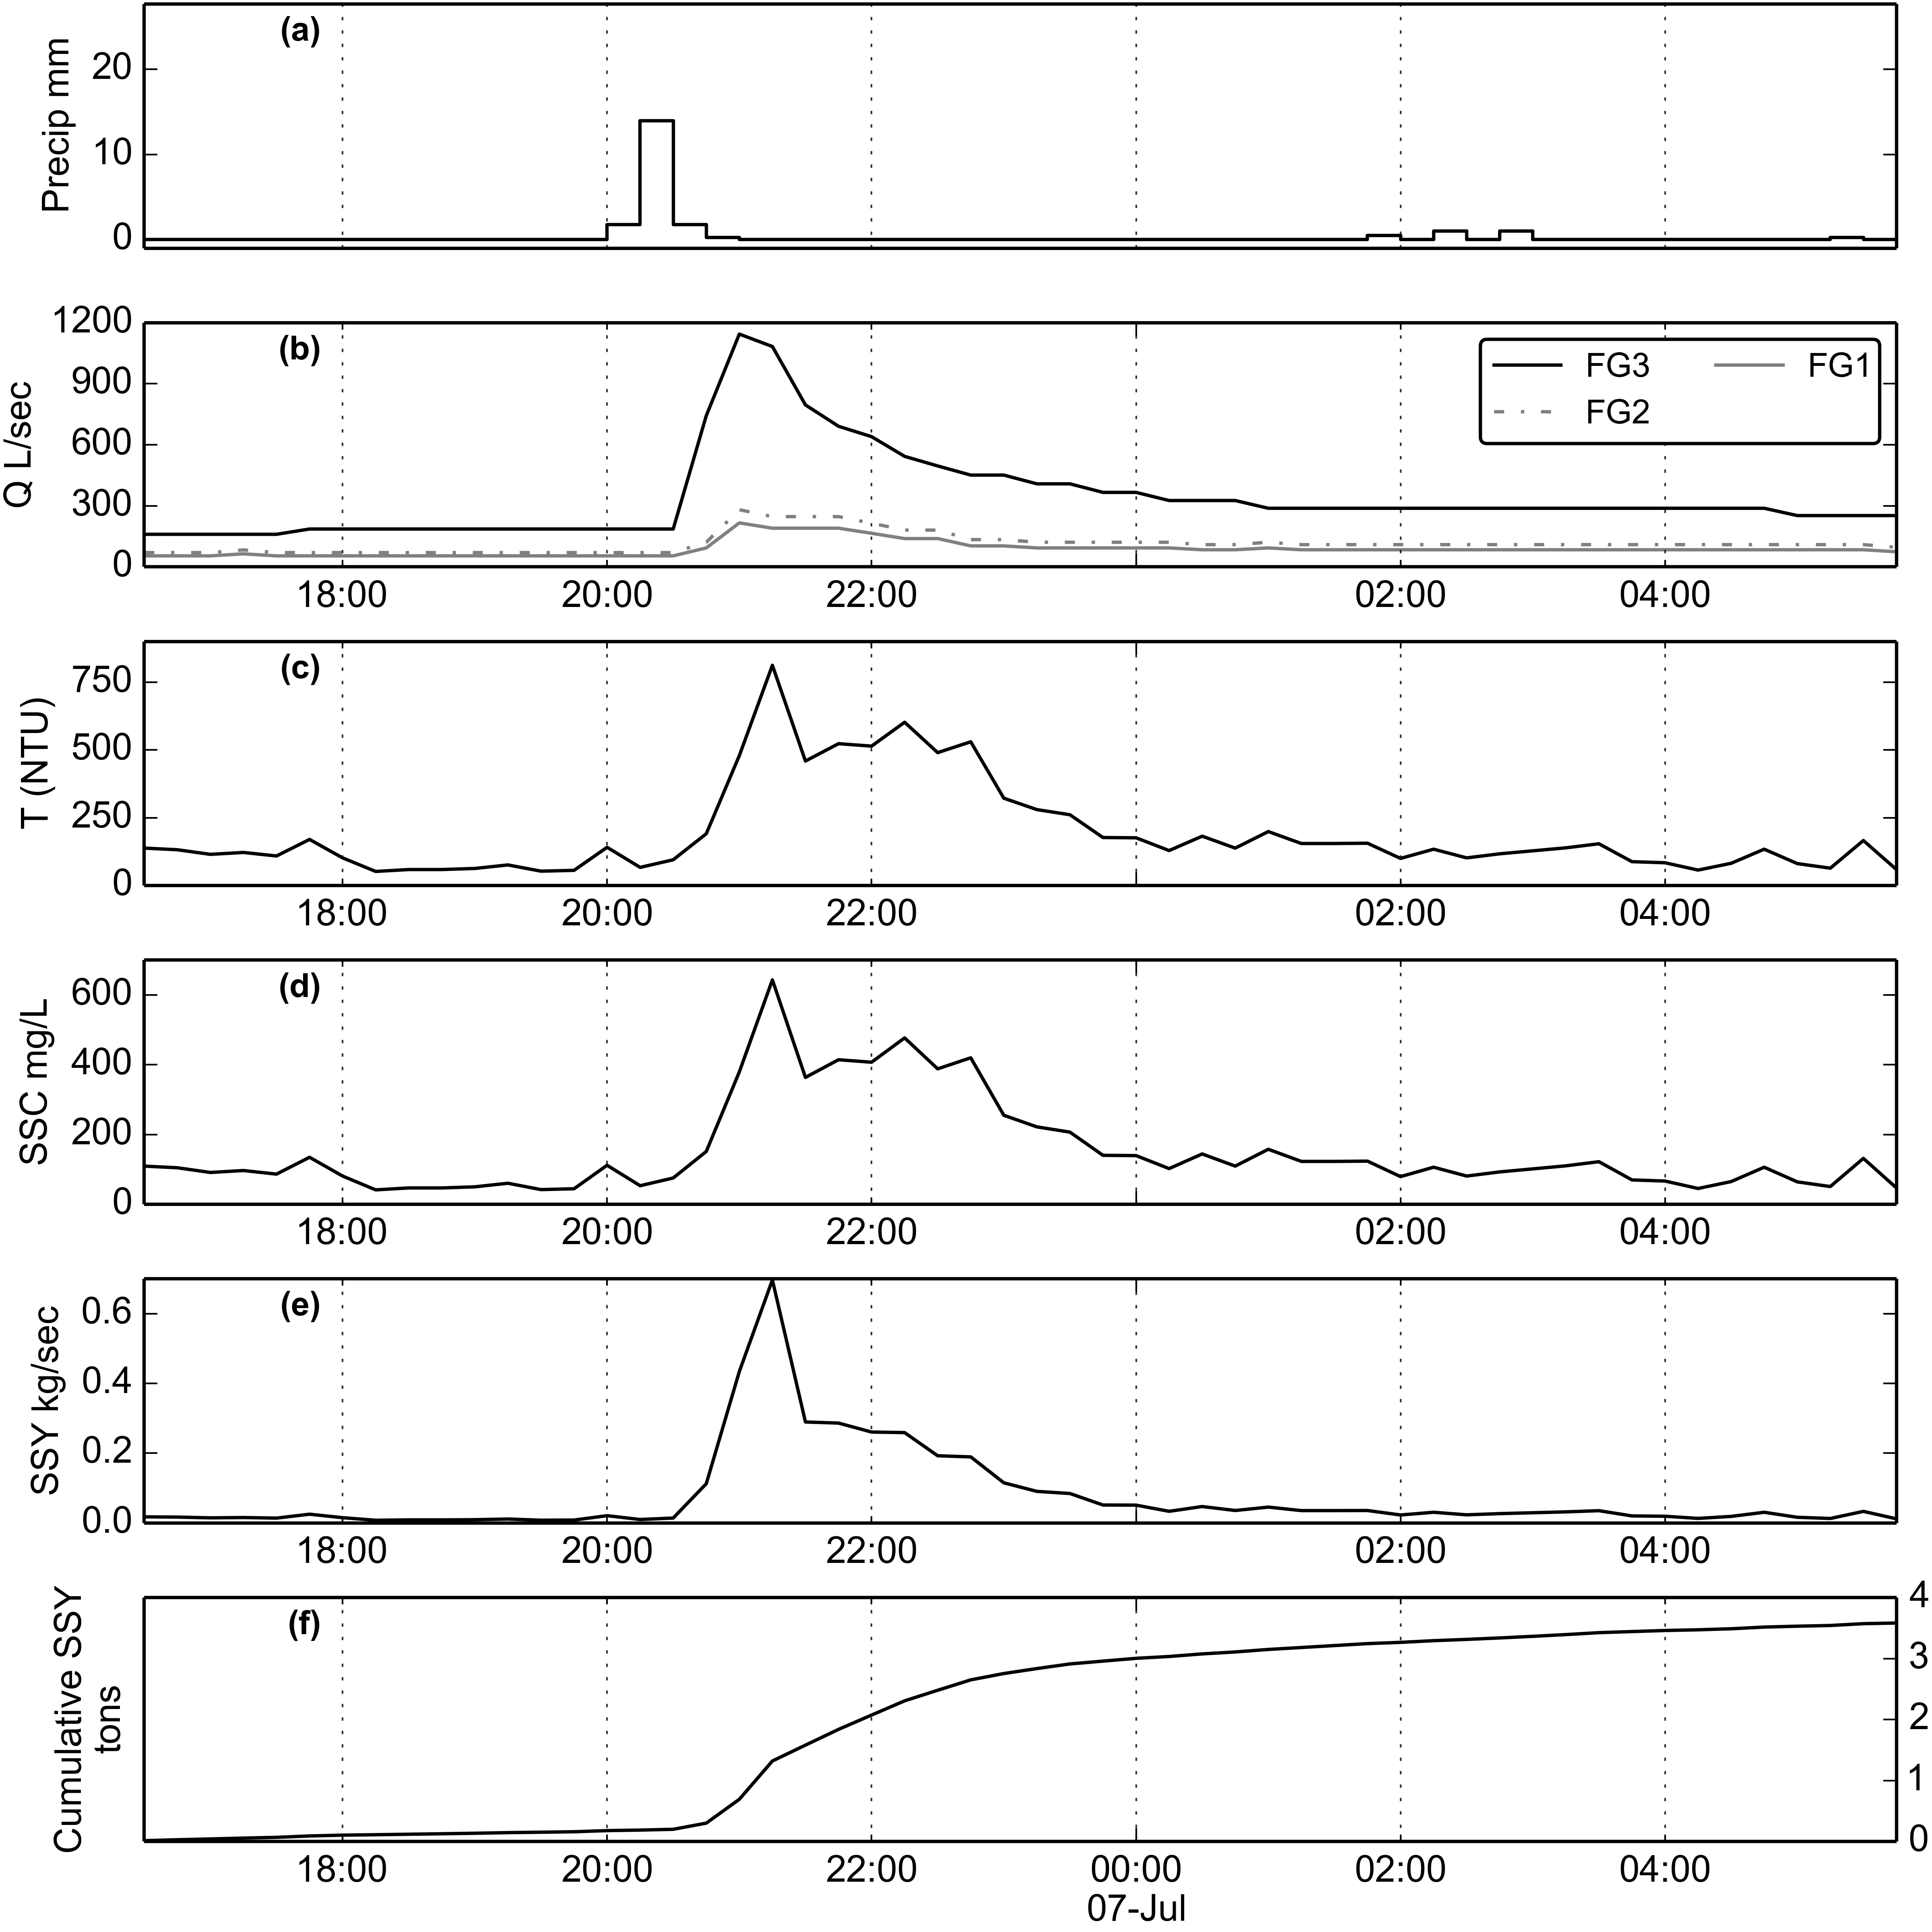 (a)
Precip mm
20
10
0
(b)
Q L/sec
1200
900
600
300
0
FG3 FG1
FG2
18:00 20:00 22:00 02:00 04:00
(c)
T (NTU)
750
500
250
0
18:00 20:00 22:00 02:00 04:00
(d)
SSC mg/L
600
400
200
0
18:00 20:00 22:00 02:00 04:00
(e)
SSY kg/sec
0.6
0.4
0.2
0.0
18:00 20:00 22:00 02:00 04:00
(f)
Cumulative SSY
tons
4
3
2
1
0
18:00 20:00 22:00 00:00 02:00 04:00
07-Jul